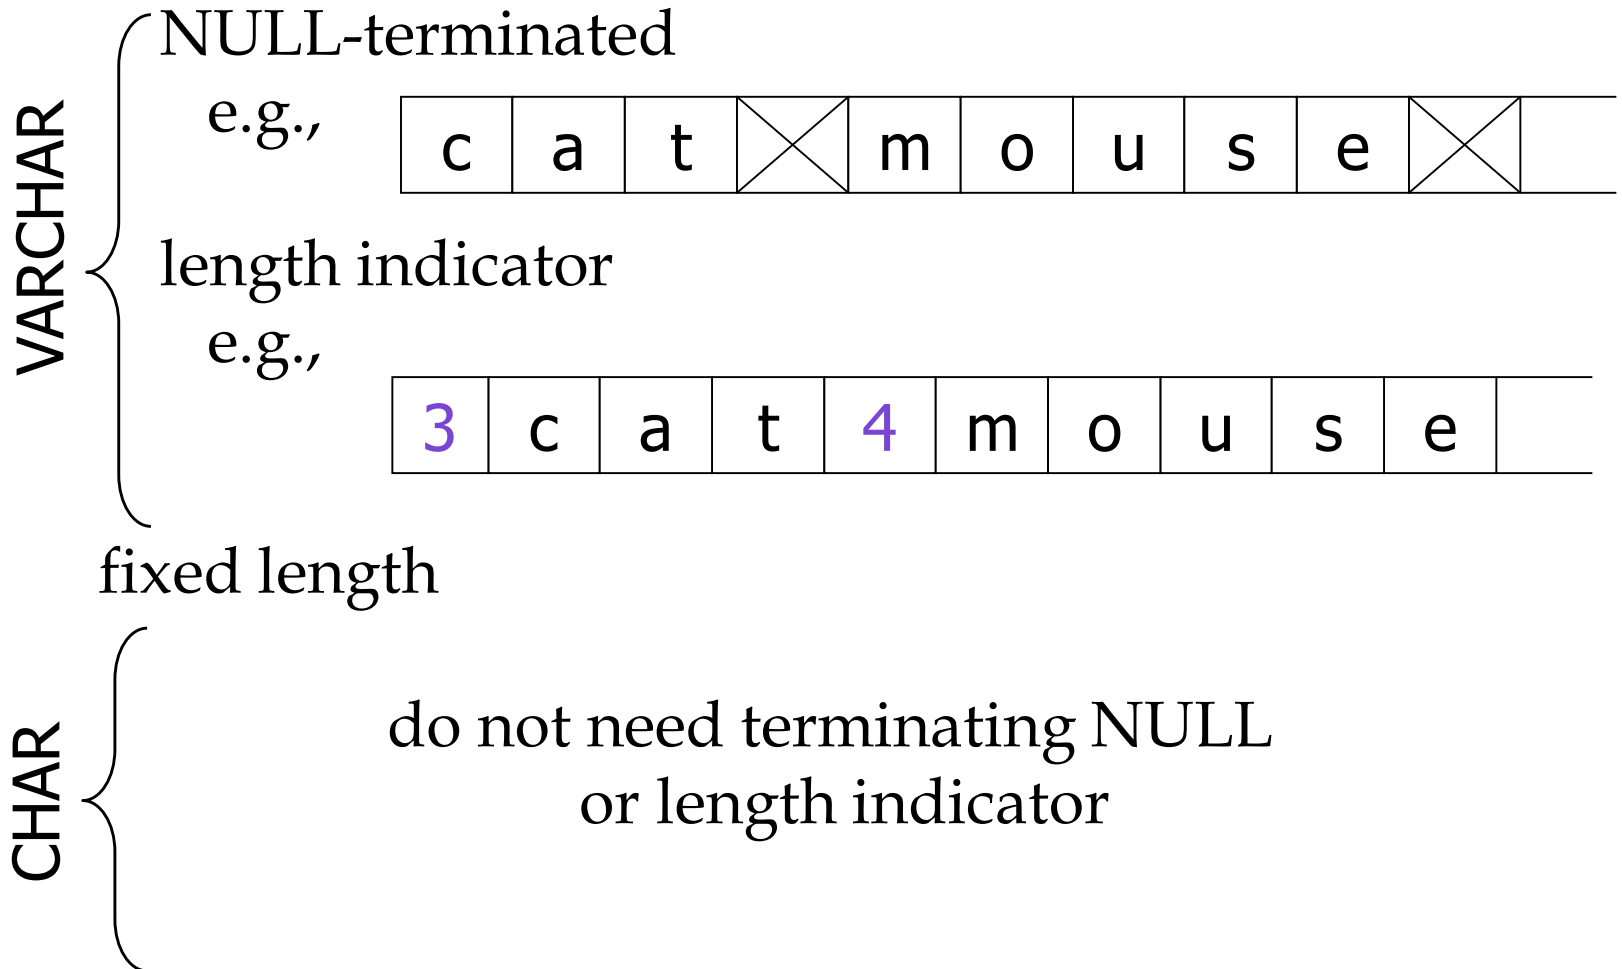 VARCHAR
NULL-terminated
e.g.,
c a t m o u s e
length indicator
e.g.,
3 c a t 4 m o u s e
fixed length
CHAR
do not need terminating NULL
or length indicator